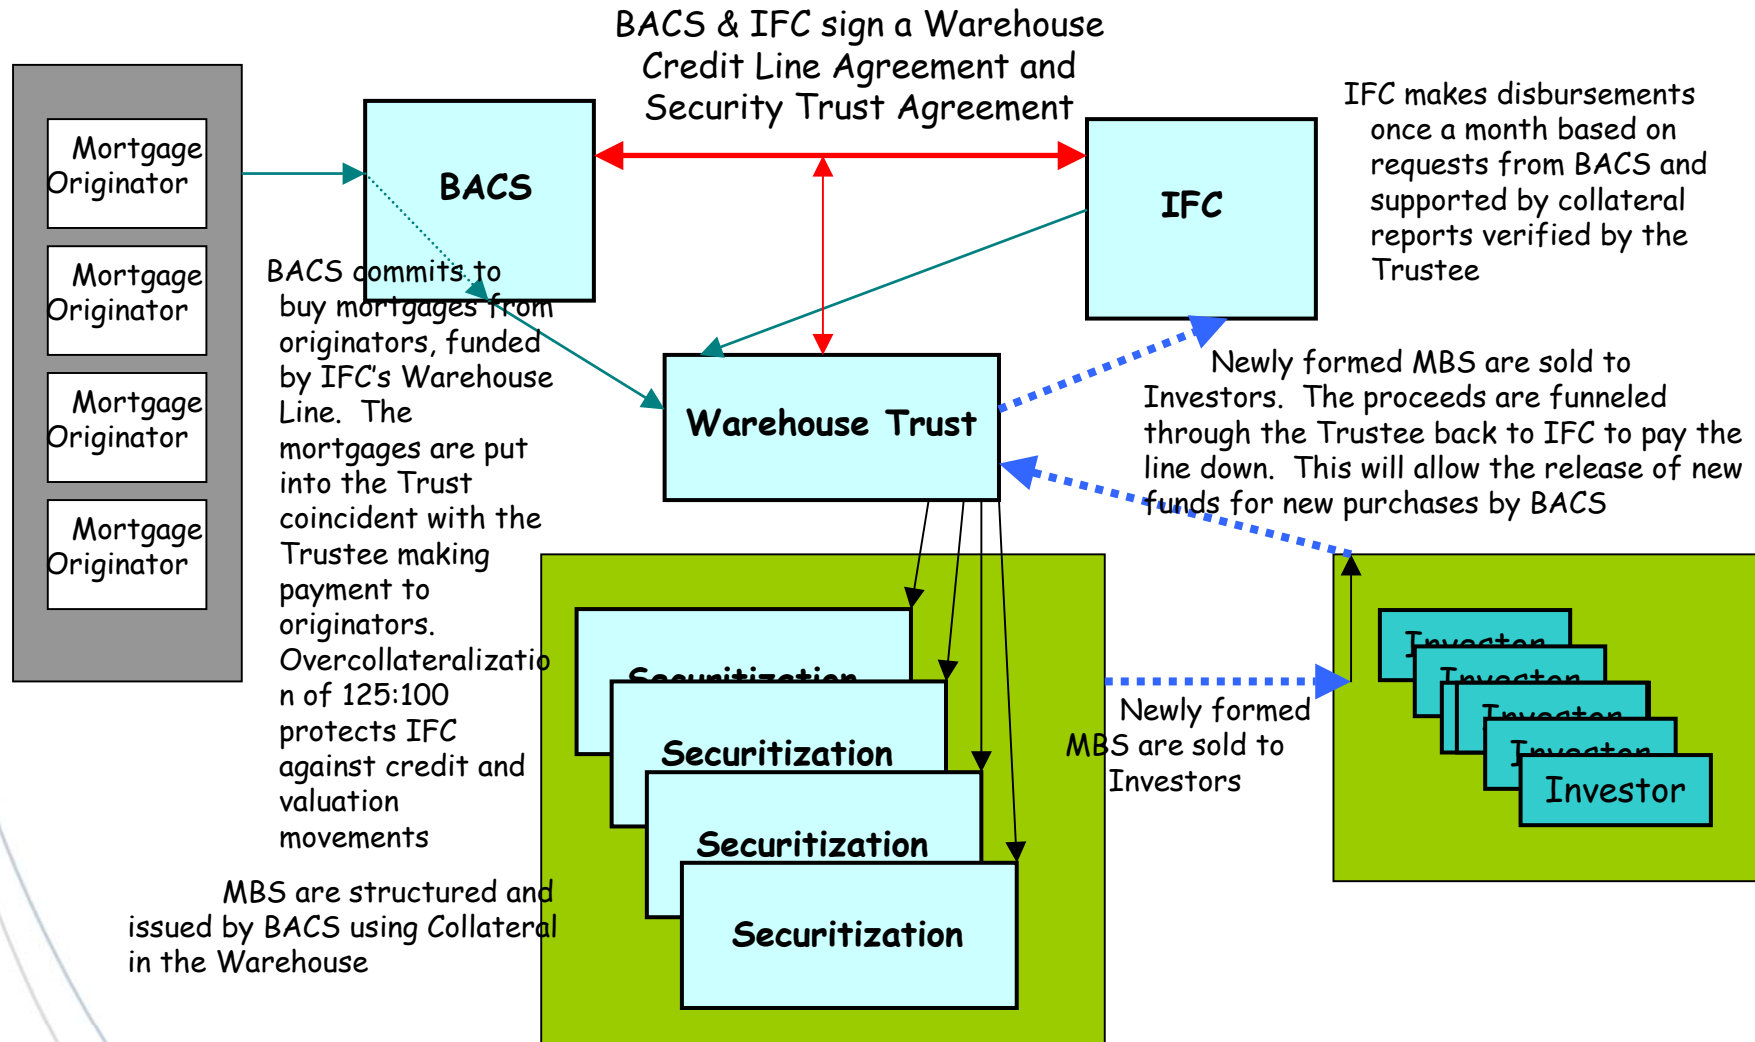 BACS & IFC sign a Warehouse
Credit Line Agreement and
Security Trust Agreement
Mortgage
Originator
Mortgage
Originator
Mortgage
Originator
Mortgage
Originator
BACS
IFC
IFC makes disbursements
once a month based on
requests from BACS and
supported by collateral
reports verified by the
Trustee
BACS commits to
buy mortgages from
originators, funded
by IFC's Warehouse
Line. The
mortgages are put
into the Trust
coincident with the
Trustee making
payment to
originators.
Overcollateralizatio
n of 125:100
protects IFC
against credit and
valuation
movements
Warehouse Trust
Newly formed MBS are sold to
Investors. The proceeds are funneled
through the Trustee back to IFC to pay the
line down. This will allow the release of new
funds for new purchases by BACS
Securitization
Securitization
Securitization
Securitization
Newly formed
MBS are sold to
Investors
Investor
Investor
Investor
Investor
Investor
MBS are structured and
issued by BACS using Collateral
in the Warehouse